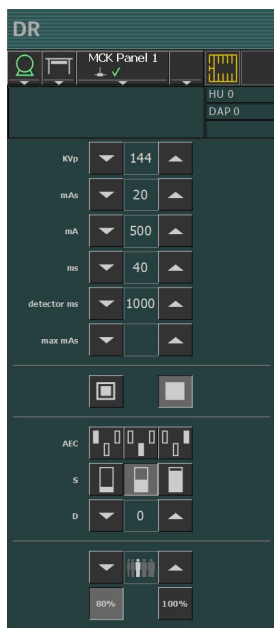 DR
MCK Panel 1
HU 0
DAP 0
KVp 144
mAs 20
mA 500
ms 40
detector ms 1000
max mAs
AEC
S
D 0
80% 100%